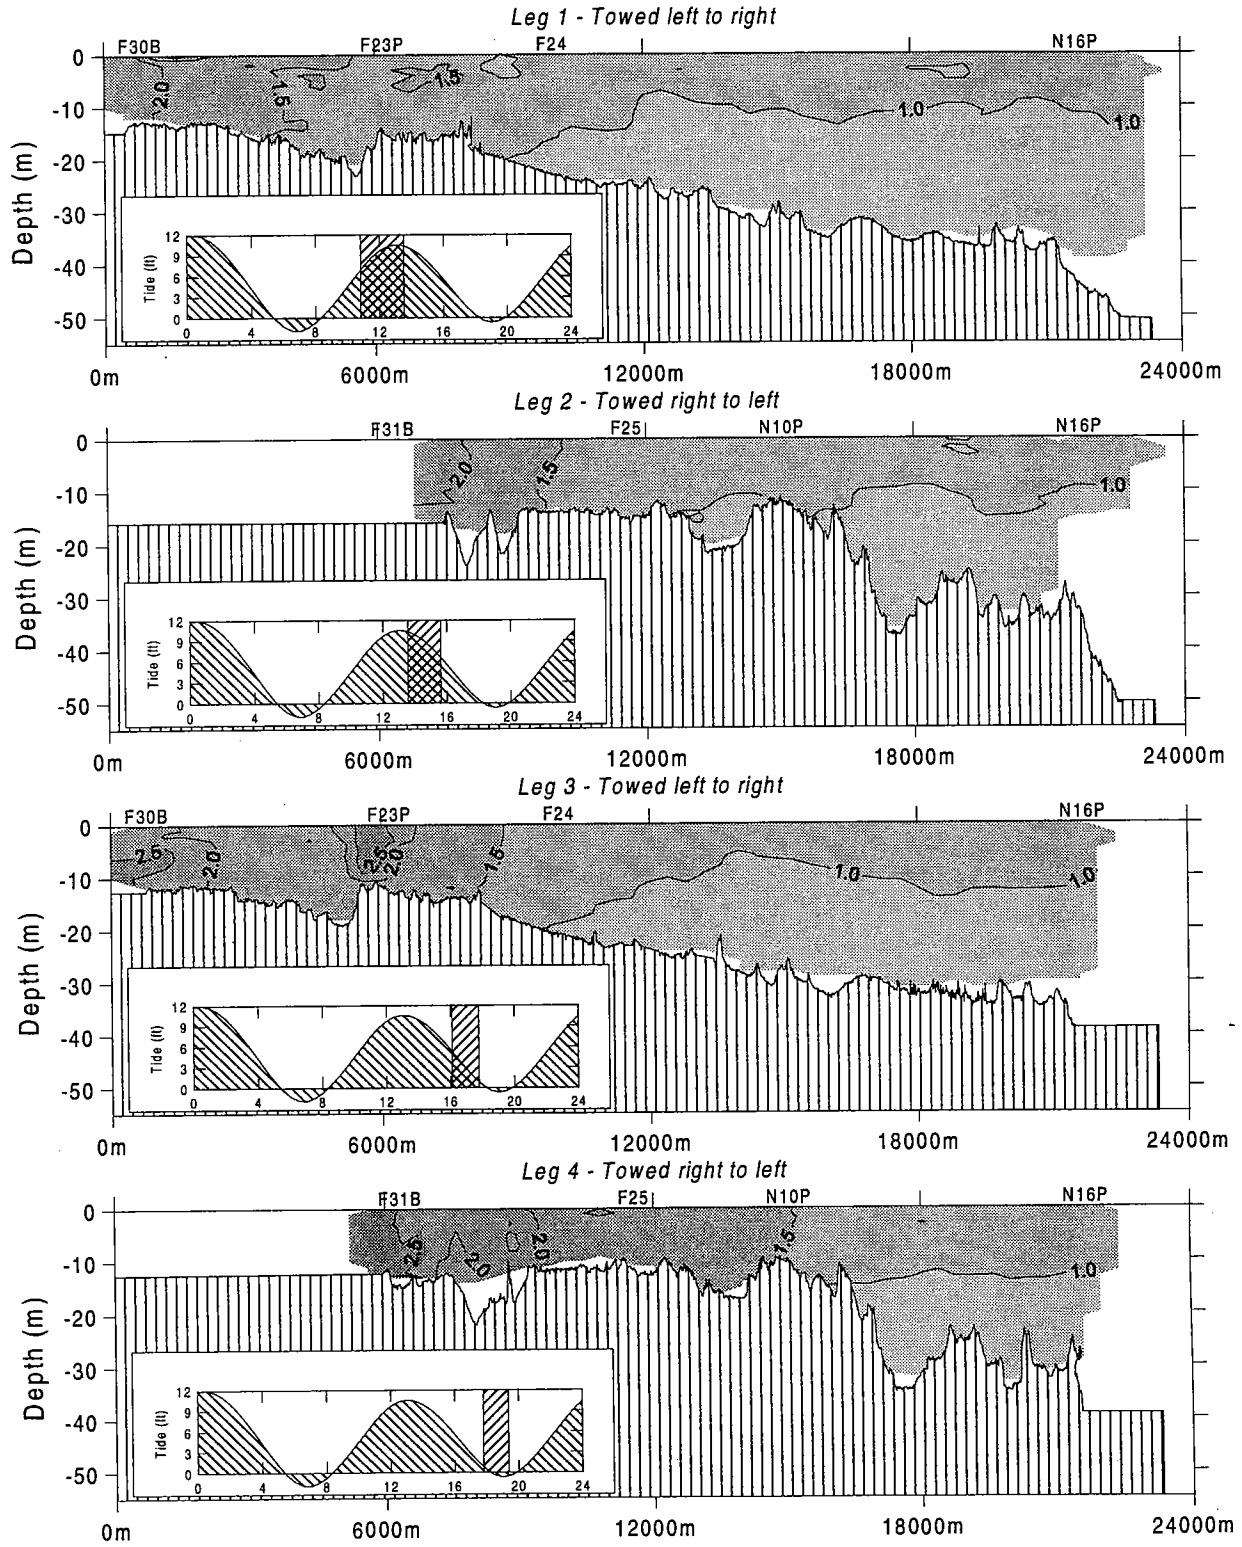 Leg 1 - Towed left to right
F30B F23P F24 N16P
0
-10
-20
-30
-40
-50
Depth (m)
2.0 1.5 1.5 1.0 1.0
Tide (ft)
12
9
6
3
0
0 4 8 12 16 20 24
0m 6000m 12000m 18000m 24000m
Leg 2 - Towed right to left
F31B F25 N10P N16P
0
-10
-20
-30
-40
-50
Depth (m)
2.0 1.5 1.0
Tide (ft)
12
9
6
3
0
0 4 8 12 16 20 24
0m 6000m 12000m 18000m 24000m
Leg 3 - Towed left to right
F30B F23P F24 N16P
0
-10
-20
-30
-40
-50
Depth (m)
2.5 2.0 2.5 2.0 1.5 1.0 1.0
Tide (ft)
12
9
6
3
0
0 4 8 12 16 20 24
0m 6000m 12000m 18000m 24000m
Leg 4 - Towed right to left
F31B F25 N10P N16P
0
-10
-20
-30
-40
-50
Depth (m)
2.5 2.0 2.0 1.5 1.0
Tide (ft)
12
9
6
3
0
0 4 8 12 16 20 24
0m 6000m 12000m 18000m 24000m